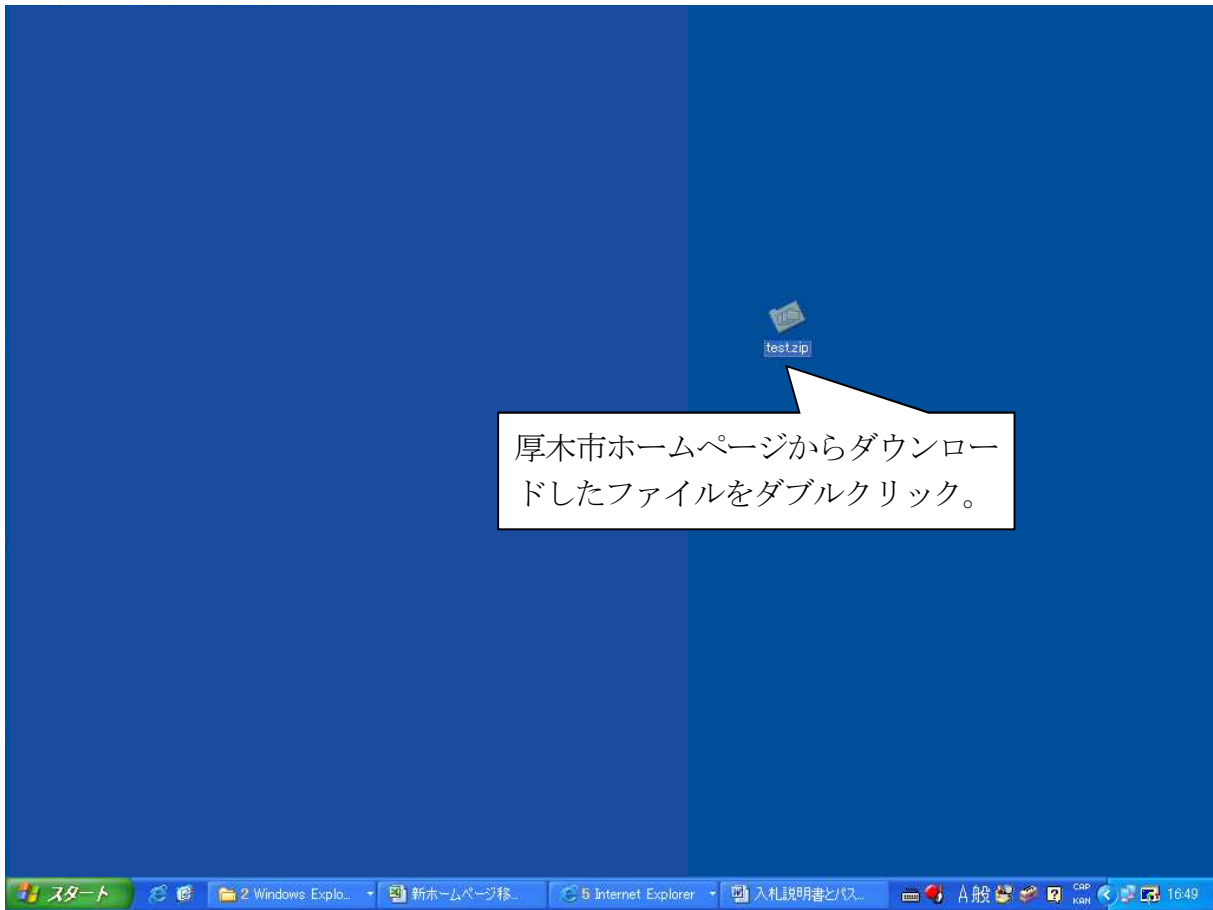 test.zip
厚木市ホームページからダウンロー
ドしたファイルをダブルクリック。
スタート
2 Windows Explo...
新ホームページ移...
5 Internet Explorer
入札説明書とパス...
A 般
CAP
KAN
16:49